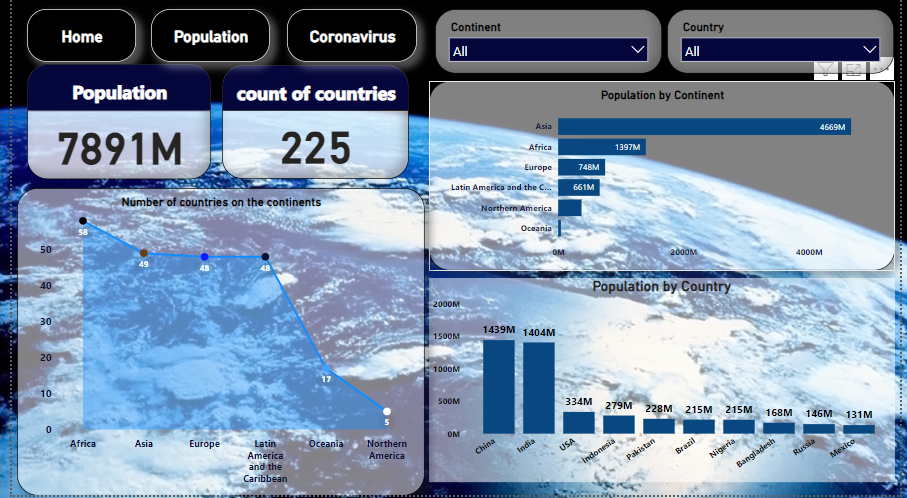 Home
Population
Coronavirus
Continent
All
Country
All
Population
7891M
count of countries
225
Population by Continent
Asia
4669M
Africa
1397M
Europe
748M
Latin America and the C...
661M
Northern America
Oceania
0M
2000M
4000M
Number of countries on the continents
50
40
30
20
10
0
58
49
48
48
17
5
Africa
Asia
Europe
Latin
America
and the
Caribbean
Oceania
Northern
America
Population by Country
2000M
1500M
1000M
500M
0M
1439M
1404M
334M
279M
228M
215M
215M
168M
146M
131M
China
India
USA
Indonesia
Pakistan
Brazil
Nigeria
Bangladesh
Russia
Mexico